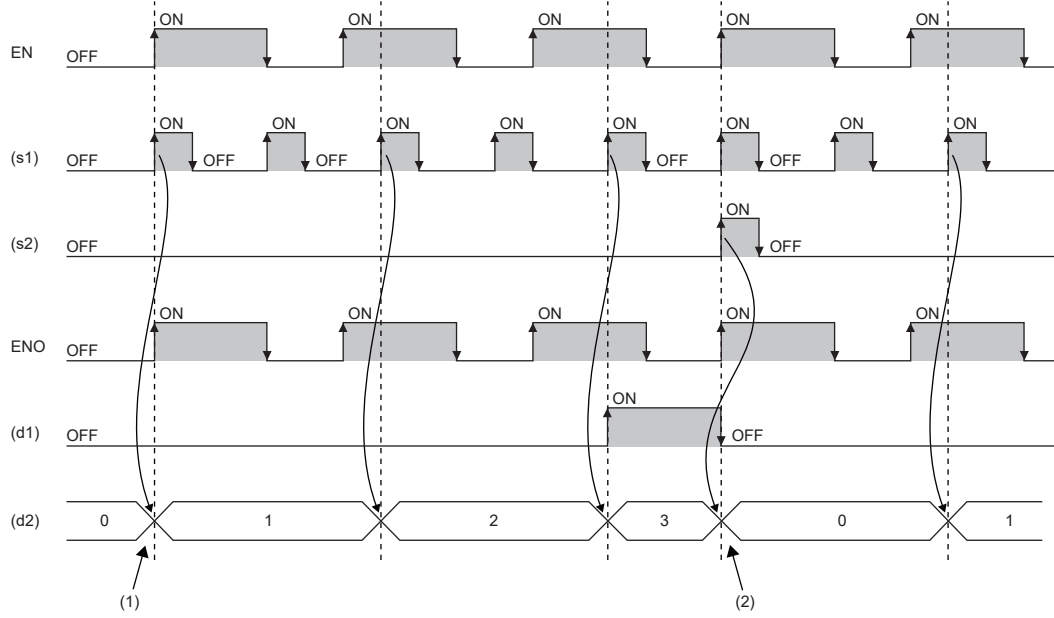 ON ON ON ON ON
EN OFF
ON ON ON ON ON ON ON ON
(s1) OFF OFF OFF OFF OFF
ON
(s2) OFF OFF
ON ON ON ON ON
ENO OFF
ON
(d1) OFF OFF
(d2) 0 1 2 3 0 1
(1) (2)